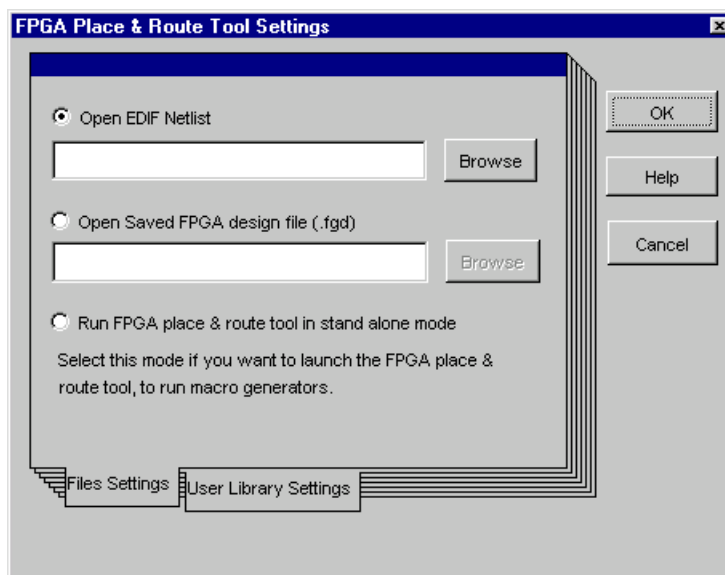 FPGA Place & Route Tool Settings
Open EDIF Netlist
Browse
Open Saved FPGA design file (.fgd)
Browse
Run FPGA place & route tool in stand alone mode
Select this mode if you want to launch the FPGA place &
route tool, to run macro generators.
Files Settings
User Library Settings
OK
Help
Cancel